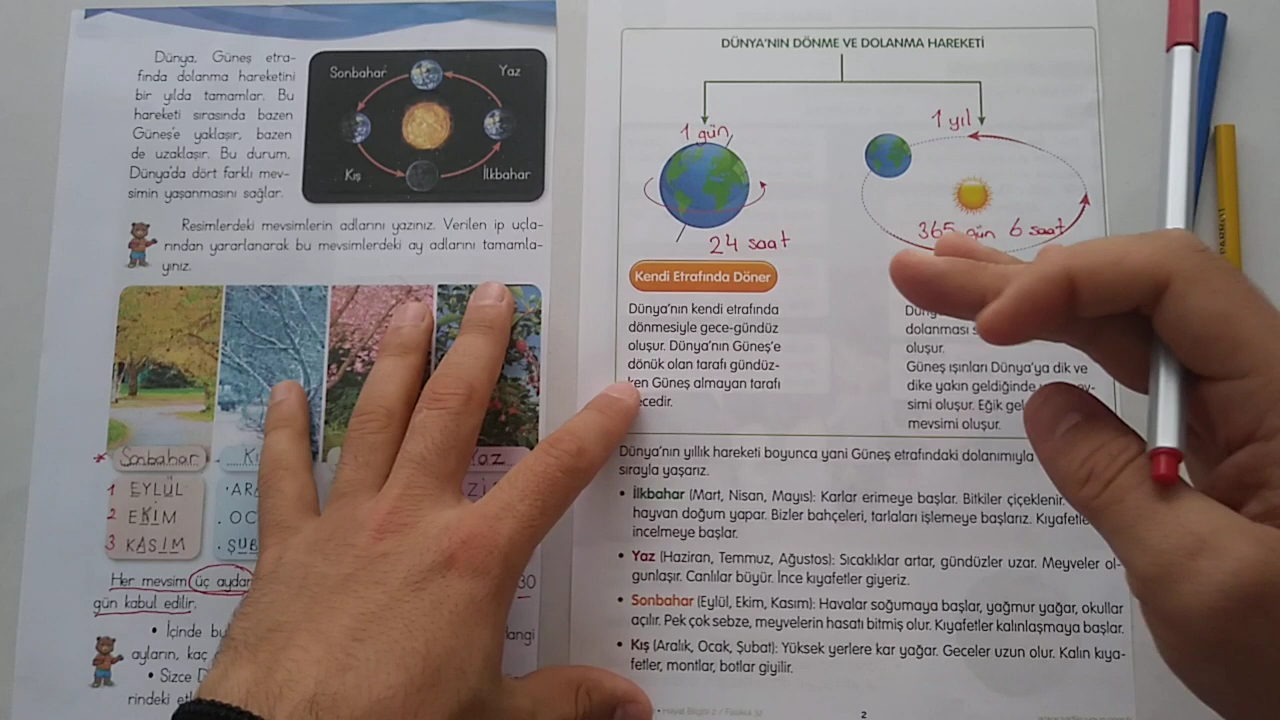 Dünya, Güneş etra-
fında dolanma hareketini
bir yılda tamamlar. Bu
hareketi sırasında bazen
Güneş'e yaklaşır, bazen
de uzaklaşır. Bu durum,
Dünya'da dört farklı mev-
simin yaşanmasını sağlar.
Sonbahar
Yaz
Kış
İlkbahar
Resimlerdeki mevsimlerin adlarını yazınız. Verilen ip uçla-
rından yararlanarak bu mevsimlerdeki ay adlarını tamamla-
yınız.
Sonbahar
Yaz
1 EYLÜL
2 EKİM
3 KASIM
Her mevsim üç aydan
30
gün kabul edilir.
• İçinde
ayların, kaç
• Sizce
DÜNYA'NIN DÖNME VE DOLANMA HAREKETİ
1 gün
24 saat
Kendi Etrafında Döner
Dünya'nın kendi etrafında
dönmesiyle gece-gündüz
oluşur. Dünya'nın Güneş'e
dönük olan tarafı gündüz-
ken Güneş almayan tarafı
gecedir.
1 yıl
365 gün 6 saat
dolanması
oluşur.
Güneş ışınları Dünya'ya dik ve
dike yakın geldiğinde
simi oluşur. Eğik
mevsimi oluşur.
Dünya'nın yıllık hareketi boyunca yani Güneş etrafındaki dolanımıyla
sırayla yaşarız.
• İlkbahar (Mart, Nisan, Mayıs): Karlar erimeye başlar. Bitkiler çiçeklenir.
hayvan doğum yapar. Bizler bahçeleri, tarlaları işlemeye başlarız. Kıyafetle
incelmeye başlar.
• Yaz (Haziran, Temmuz, Ağustos): Sıcaklıklar artar, gündüzler uzar. Meyveler ol-
gunlaşır. Canlılar büyür. İnce kıyafetler giyeriz.
• Sonbahar (Eylül, Ekim, Kasım): Havalar soğumaya başlar, yağmur yağar, okullar
açılır. Pek çok sebze, meyvelerin hasatı bitmiş olur. Kıyafetler kalınlaşmaya başlar.
• Kış (Aralık, Ocak, Şubat): Yüksek yerlere kar yağar. Geceler uzun olur. Kalın kıya-
fetler, montlar, botlar giyilir.
2